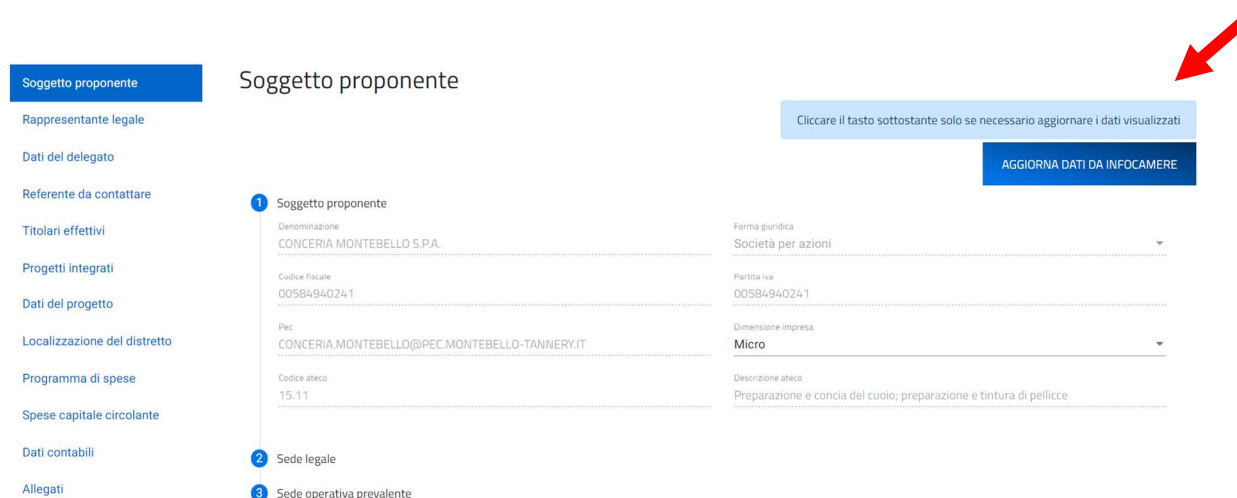 Soggetto proponente
Rappresentante legale
Dati del delegato
Referente da contattare
Titolari effettivi
Progetti integrati
Dati del progetto
Localizzazione del distretto
Programma di spese
Spese capitale circolante
Dati contabili
Allegati
Soggetto proponente
Cliccare il tasto sottostante solo se necessario aggiornare i dati visualizzati
AGGIORNA DATI DA INFOCAMERE
1 Soggetto proponente
Denominazione
CONCERIA MONTEBELLO S.P.A.
Forma giuridica
Società per azioni
Codice fiscale
00584940241
Partita iva
00584940241
Pec
CONCERIA.MONTEBELLO@PEC.MONTEBELLO-TANNERY.IT
Dimensione impresa
Micro
Codice ateco
15.11
Descrizione ateco
Preparazione e concia del cuoio; preparazione e tintura di pellicce
2 Sede legale
3 Sede operativa prevalente